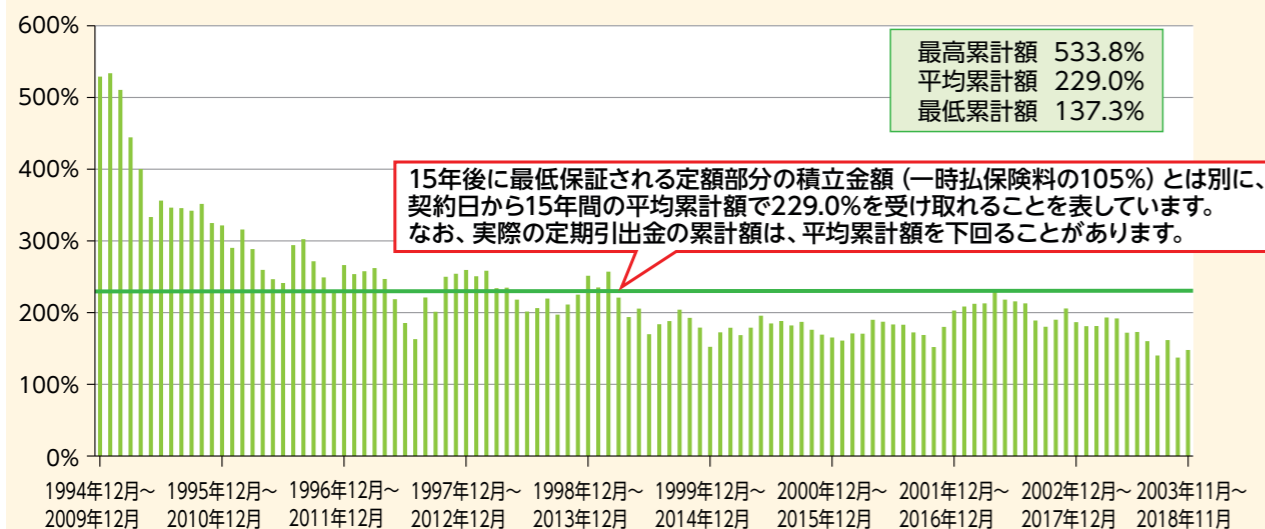 600%
500%
400%
300%
200%
100%
0%
最高累計額 533.8%
平均累計額 229.0%
最低累計額 137.3%
15年後に最低保証される定額部分の積立金額（一時払保険料の105%）とは別に、
契約日から15年間の平均累計額で229.0%を受け取れることを表しています。
なお、実際の定期引出金の累計額は、平均累計額を下回ることがあります。
1994年12月～ 1995年12月～ 1996年12月～ 1997年12月～ 1998年12月～ 1999年12月～ 2000年12月～ 2001年12月～ 2002年12月～ 2003年11月～
2009年12月 2010年12月 2011年12月 2012年12月 2013年12月 2014年12月 2015年12月 2016年12月 2017年12月 2018年11月